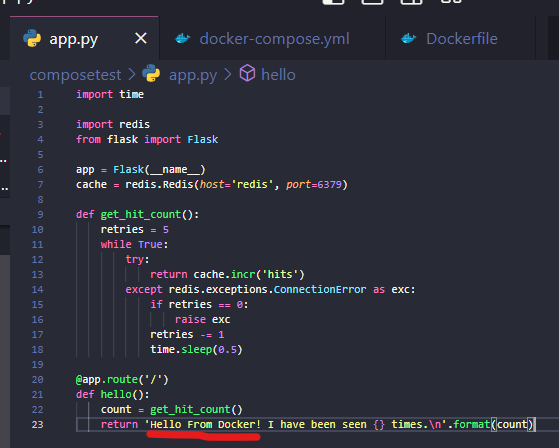 app.py
docker-compose.yml
Dockerfile
composetest > app.py > hello
1 import time
2
3 import redis
4 from flask import Flask
5
6 app = Flask(__name__)
7 cache = redis.Redis(host='redis', port=6379)
8
9 def get_hit_count():
10     retries = 5
11     while True:
12         try:
13             return cache.incr('hits')
14         except redis.exceptions.ConnectionError as exc:
15             if retries == 0:
16                 raise exc
17             retries -= 1
18             time.sleep(0.5)
19
20 @app.route('/')
21 def hello():
22     count = get_hit_count()
23     return 'Hello From Docker! I have been seen {} times.\n'.format(count)